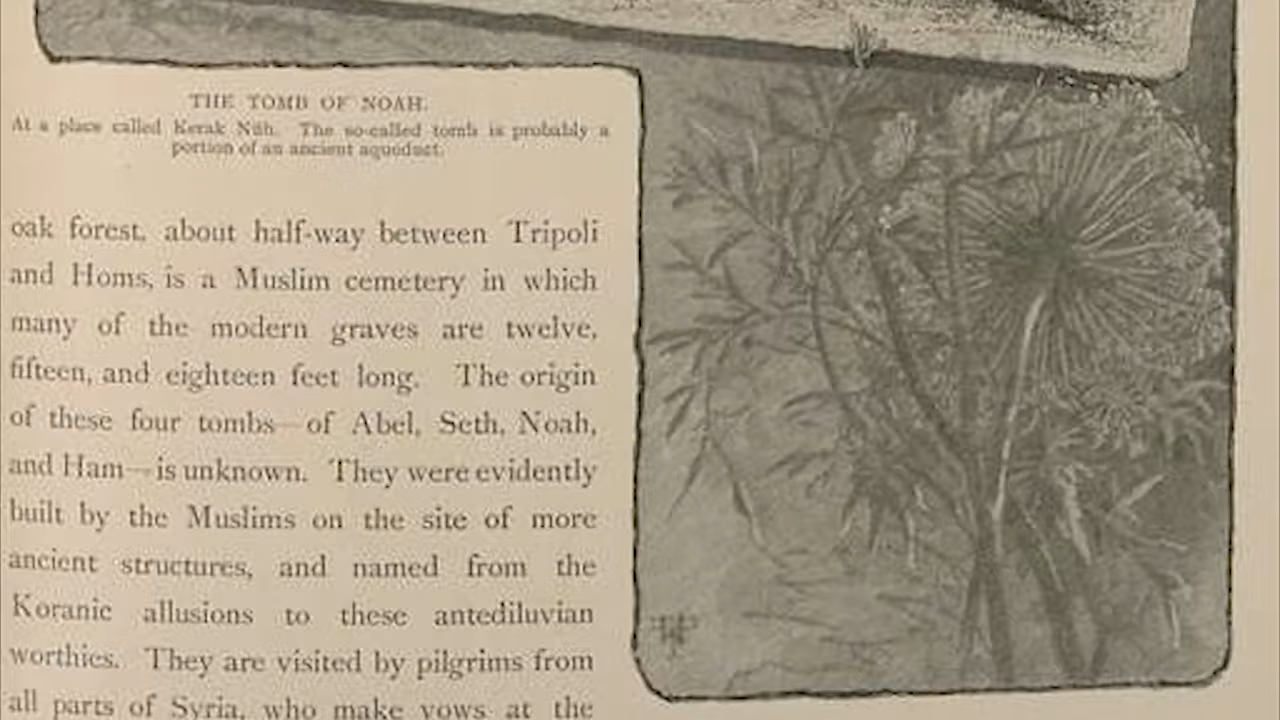 THE TOMB OF NOAH.
At a place called Kerak Nûh. The so-called tomb is probably a
portion of an ancient aqueduct.
oak forest, about half-way between Tripoli
and Homs, is a Muslim cemetery in which
many of the modern graves are twelve,
fifteen, and eighteen feet long. The origin
of these four tombs—of Abel, Seth, Noah,
and Ham—is unknown. They were evidently
built by the Muslims on the site of more
ancient structures, and named from the
Koranic allusions to these antediluvian
worthies. They are visited by pilgrims from
all parts of Syria, who make vows at the